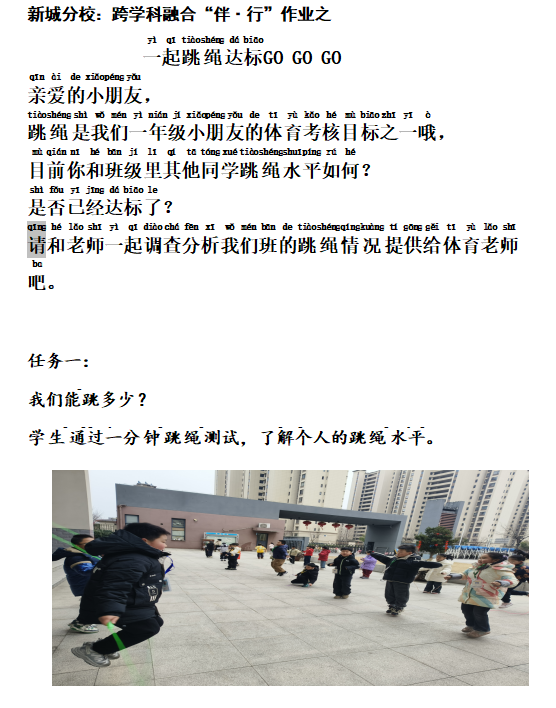 新城分校：跨学科融合“伴·行”作业之
yì qǐ tiàoshéng dá biāo
一起跳绳达标GO GO GO
qīn ài de xiǎopéngyǒu
亲爱的小朋友，
tiàoshéng shì wǒ mén yì nián jí xiǎopéngyǒu de tǐ yù kǎo hé mù biāozhī yī ò
跳绳是我们一年级小朋友的体育考核目标之一哦，
mù qián nǐ hé bān jí lǐ qí tā tóng xué tiàoshéngshuǐpíng rú hé
目前你和班级里其他同学跳绳水平如何？
shì fǒu yǐ jīng dá biāo le
是否已经达标了？
qǐng hé lǎo shī yì qǐ diào chá fēn xī wǒ mén bān de tiàoshéngqíngkuàng tí gōng gěi tǐ yù lǎo shī
请和老师一起调查分析我们班的跳绳情况提供给体育老师
ba
吧。
任务一：
我们能跳多少？
学生通过一分钟跳绳测试，了解个人的跳绳水平。